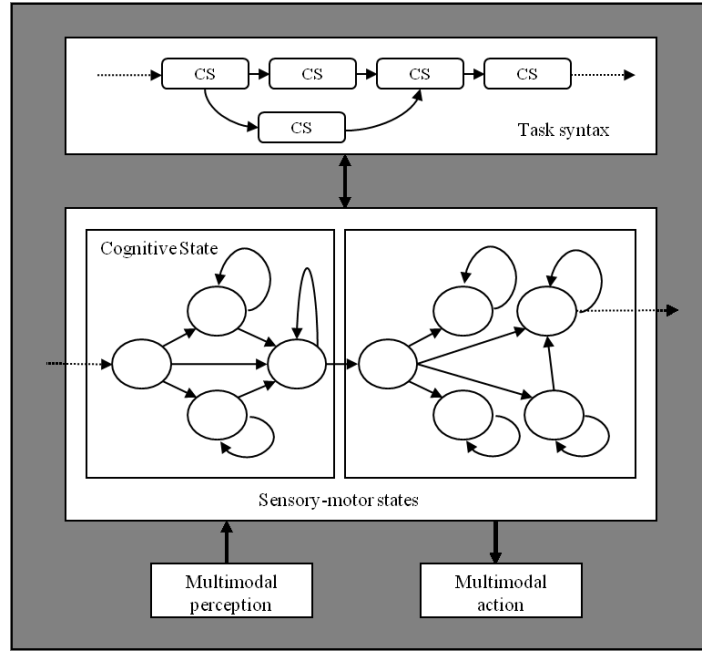 CS
CS
CS
CS
CS
Task syntax
Cognitive State
Sensory-motor states
Multimodal
perception
Multimodal
action